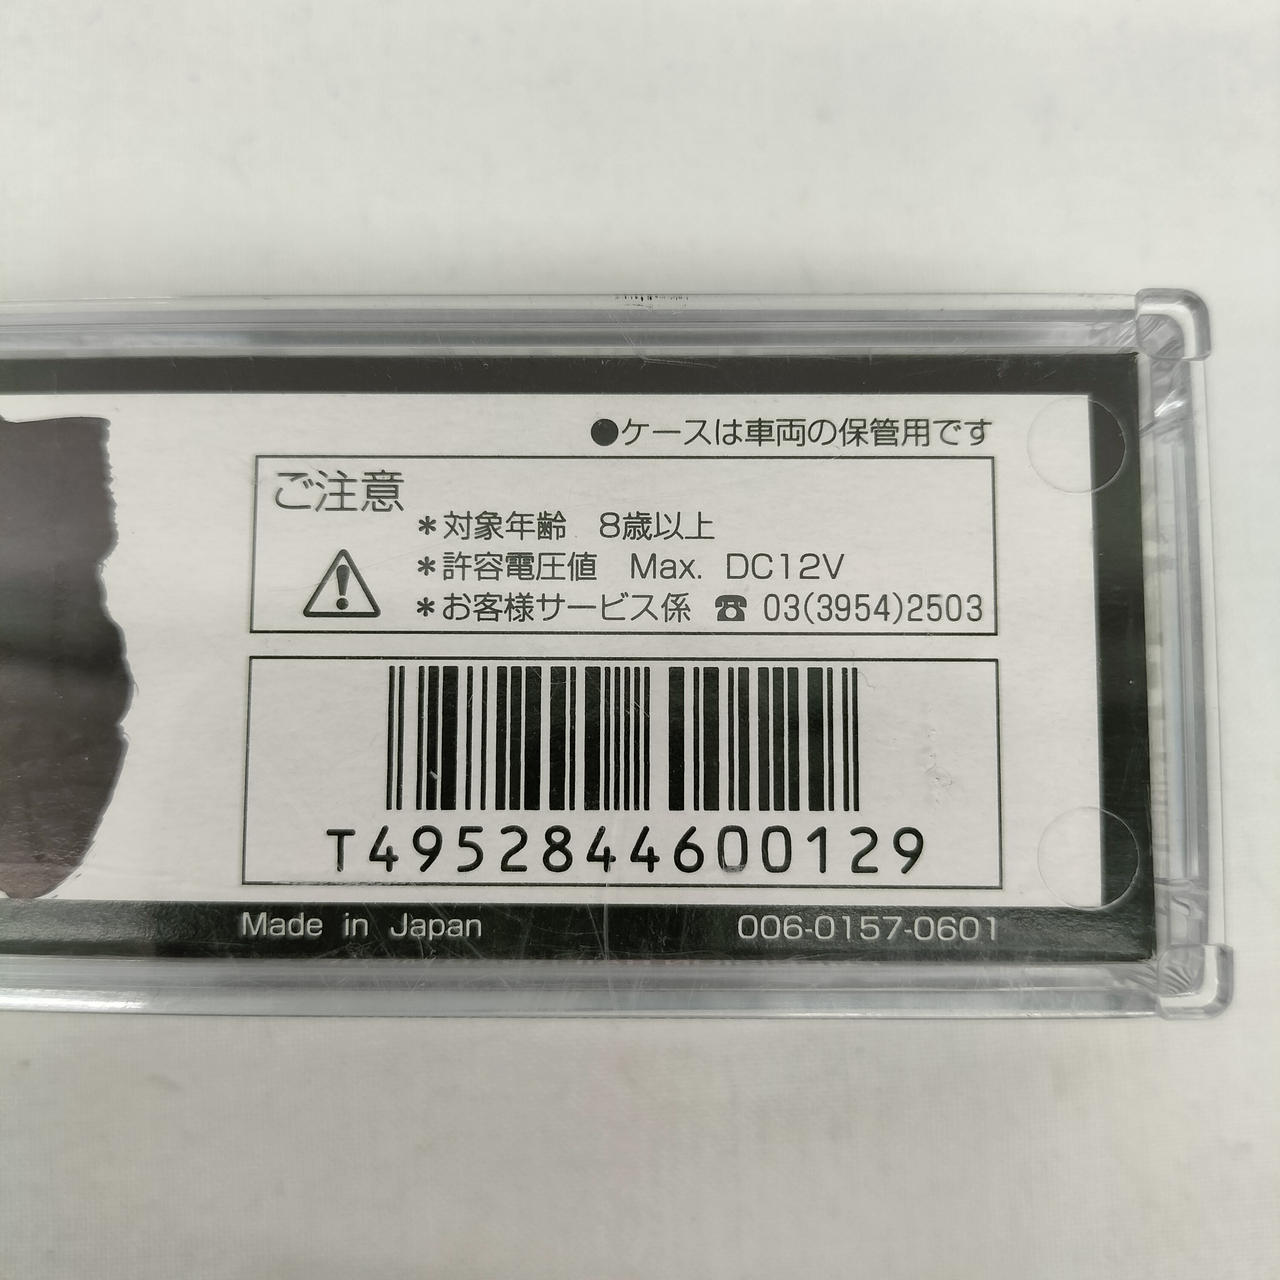 ●ケースは車両の保管用です
ご注意
＊対象年齢　8歳以上
＊許容電圧値　Max. DC12V
＊お客様サービス係　☎ 03(3954)2503
T4952844600129
Made in Japan
006-0157-0601